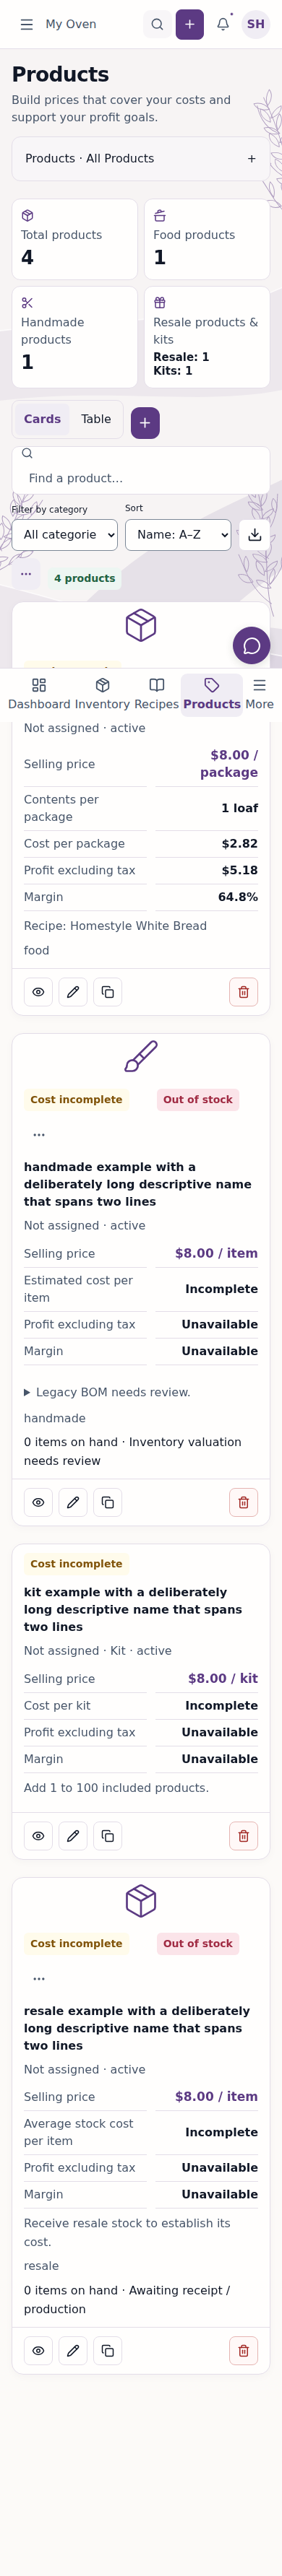 My Oven
SH
Products
Build prices that cover your costs and
support your profit goals.
Products · All Products +
Total products
4
Food products
1
Handmade
products
1
Resale products &
kits
Resale: 1
Kits: 1
Cards Table
Find a product…
Filter by category
Sort
All categorie
Name: A–Z
4 products
Dashboard Inventory Recipes Products More
Not assigned · active
Selling price
$8.00 /
package
Contents per
package
1 loaf
Cost per package $2.82
Profit excluding tax $5.18
Margin 64.8%
Recipe: Homestyle White Bread
food
Cost incomplete Out of stock
handmade example with a
deliberately long descriptive name
that spans two lines
Not assigned · active
Selling price $8.00 / item
Estimated cost per
item
Incomplete
Profit excluding tax Unavailable
Margin Unavailable
Legacy BOM needs review.
handmade
0 items on hand · Inventory valuation
needs review
Cost incomplete
kit example with a deliberately
long descriptive name that spans
two lines
Not assigned · Kit · active
Selling price $8.00 / kit
Cost per kit Incomplete
Profit excluding tax Unavailable
Margin Unavailable
Add 1 to 100 included products.
Cost incomplete Out of stock
resale example with a deliberately
long descriptive name that spans
two lines
Not assigned · active
Selling price $8.00 / item
Average stock cost
per item
Incomplete
Profit excluding tax Unavailable
Margin Unavailable
Receive resale stock to establish its
cost.
resale
0 items on hand · Awaiting receipt /
production